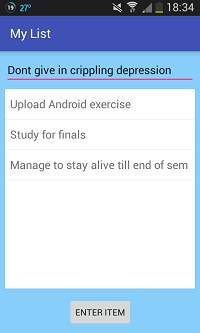 19 27° 18:34
My List
Dont give in crippling depression
Upload Android exercise
Study for finals
Manage to stay alive till end of sem
ENTER ITEM